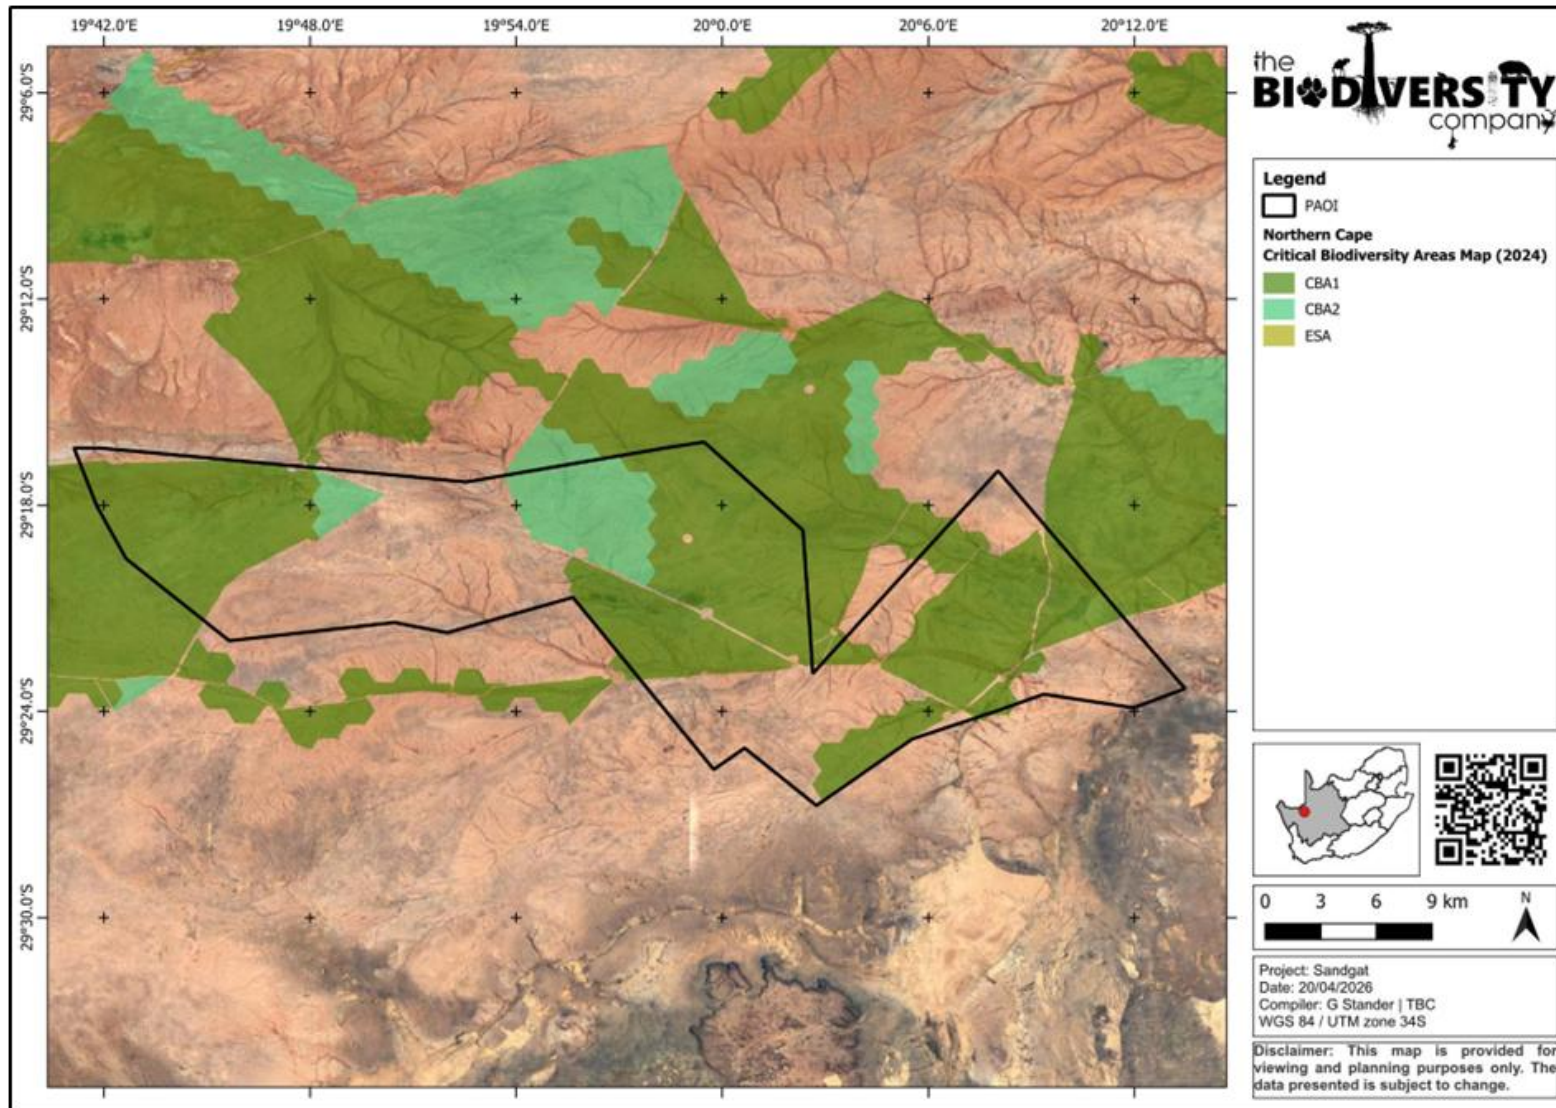 19°42.0'E 19°48.0'E 19°54.0'E 20°0.0'E 20°6.0'E 20°12.0'E
29°6.0'S
29°12.0'S
29°18.0'S
29°24.0'S
29°30.0'S
the
BIODIVERSITY
company
Legend
PAOI
Northern Cape
Critical Biodiversity Areas Map (2024)
CBA1
CBA2
ESA
0 3 6 9 km
N
Project: Sandgat
Date: 20/04/2026
Compiler: G Stander | TBC
WGS 84 / UTM zone 34S
Disclaimer: This map is provided for
viewing and planning purposes only. The
data presented is subject to change.